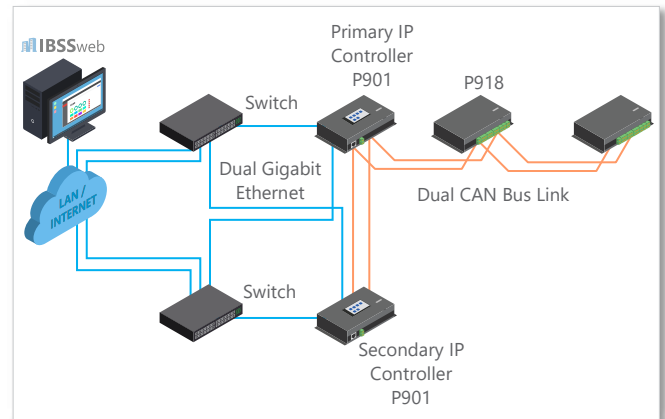 IBSSweb
Primary IP
Controller
P901
P918
Switch
Dual Gigabit
Ethernet
LAN /
INTERNET
Dual CAN Bus Link
Switch
Secondary IP
Controller
P901